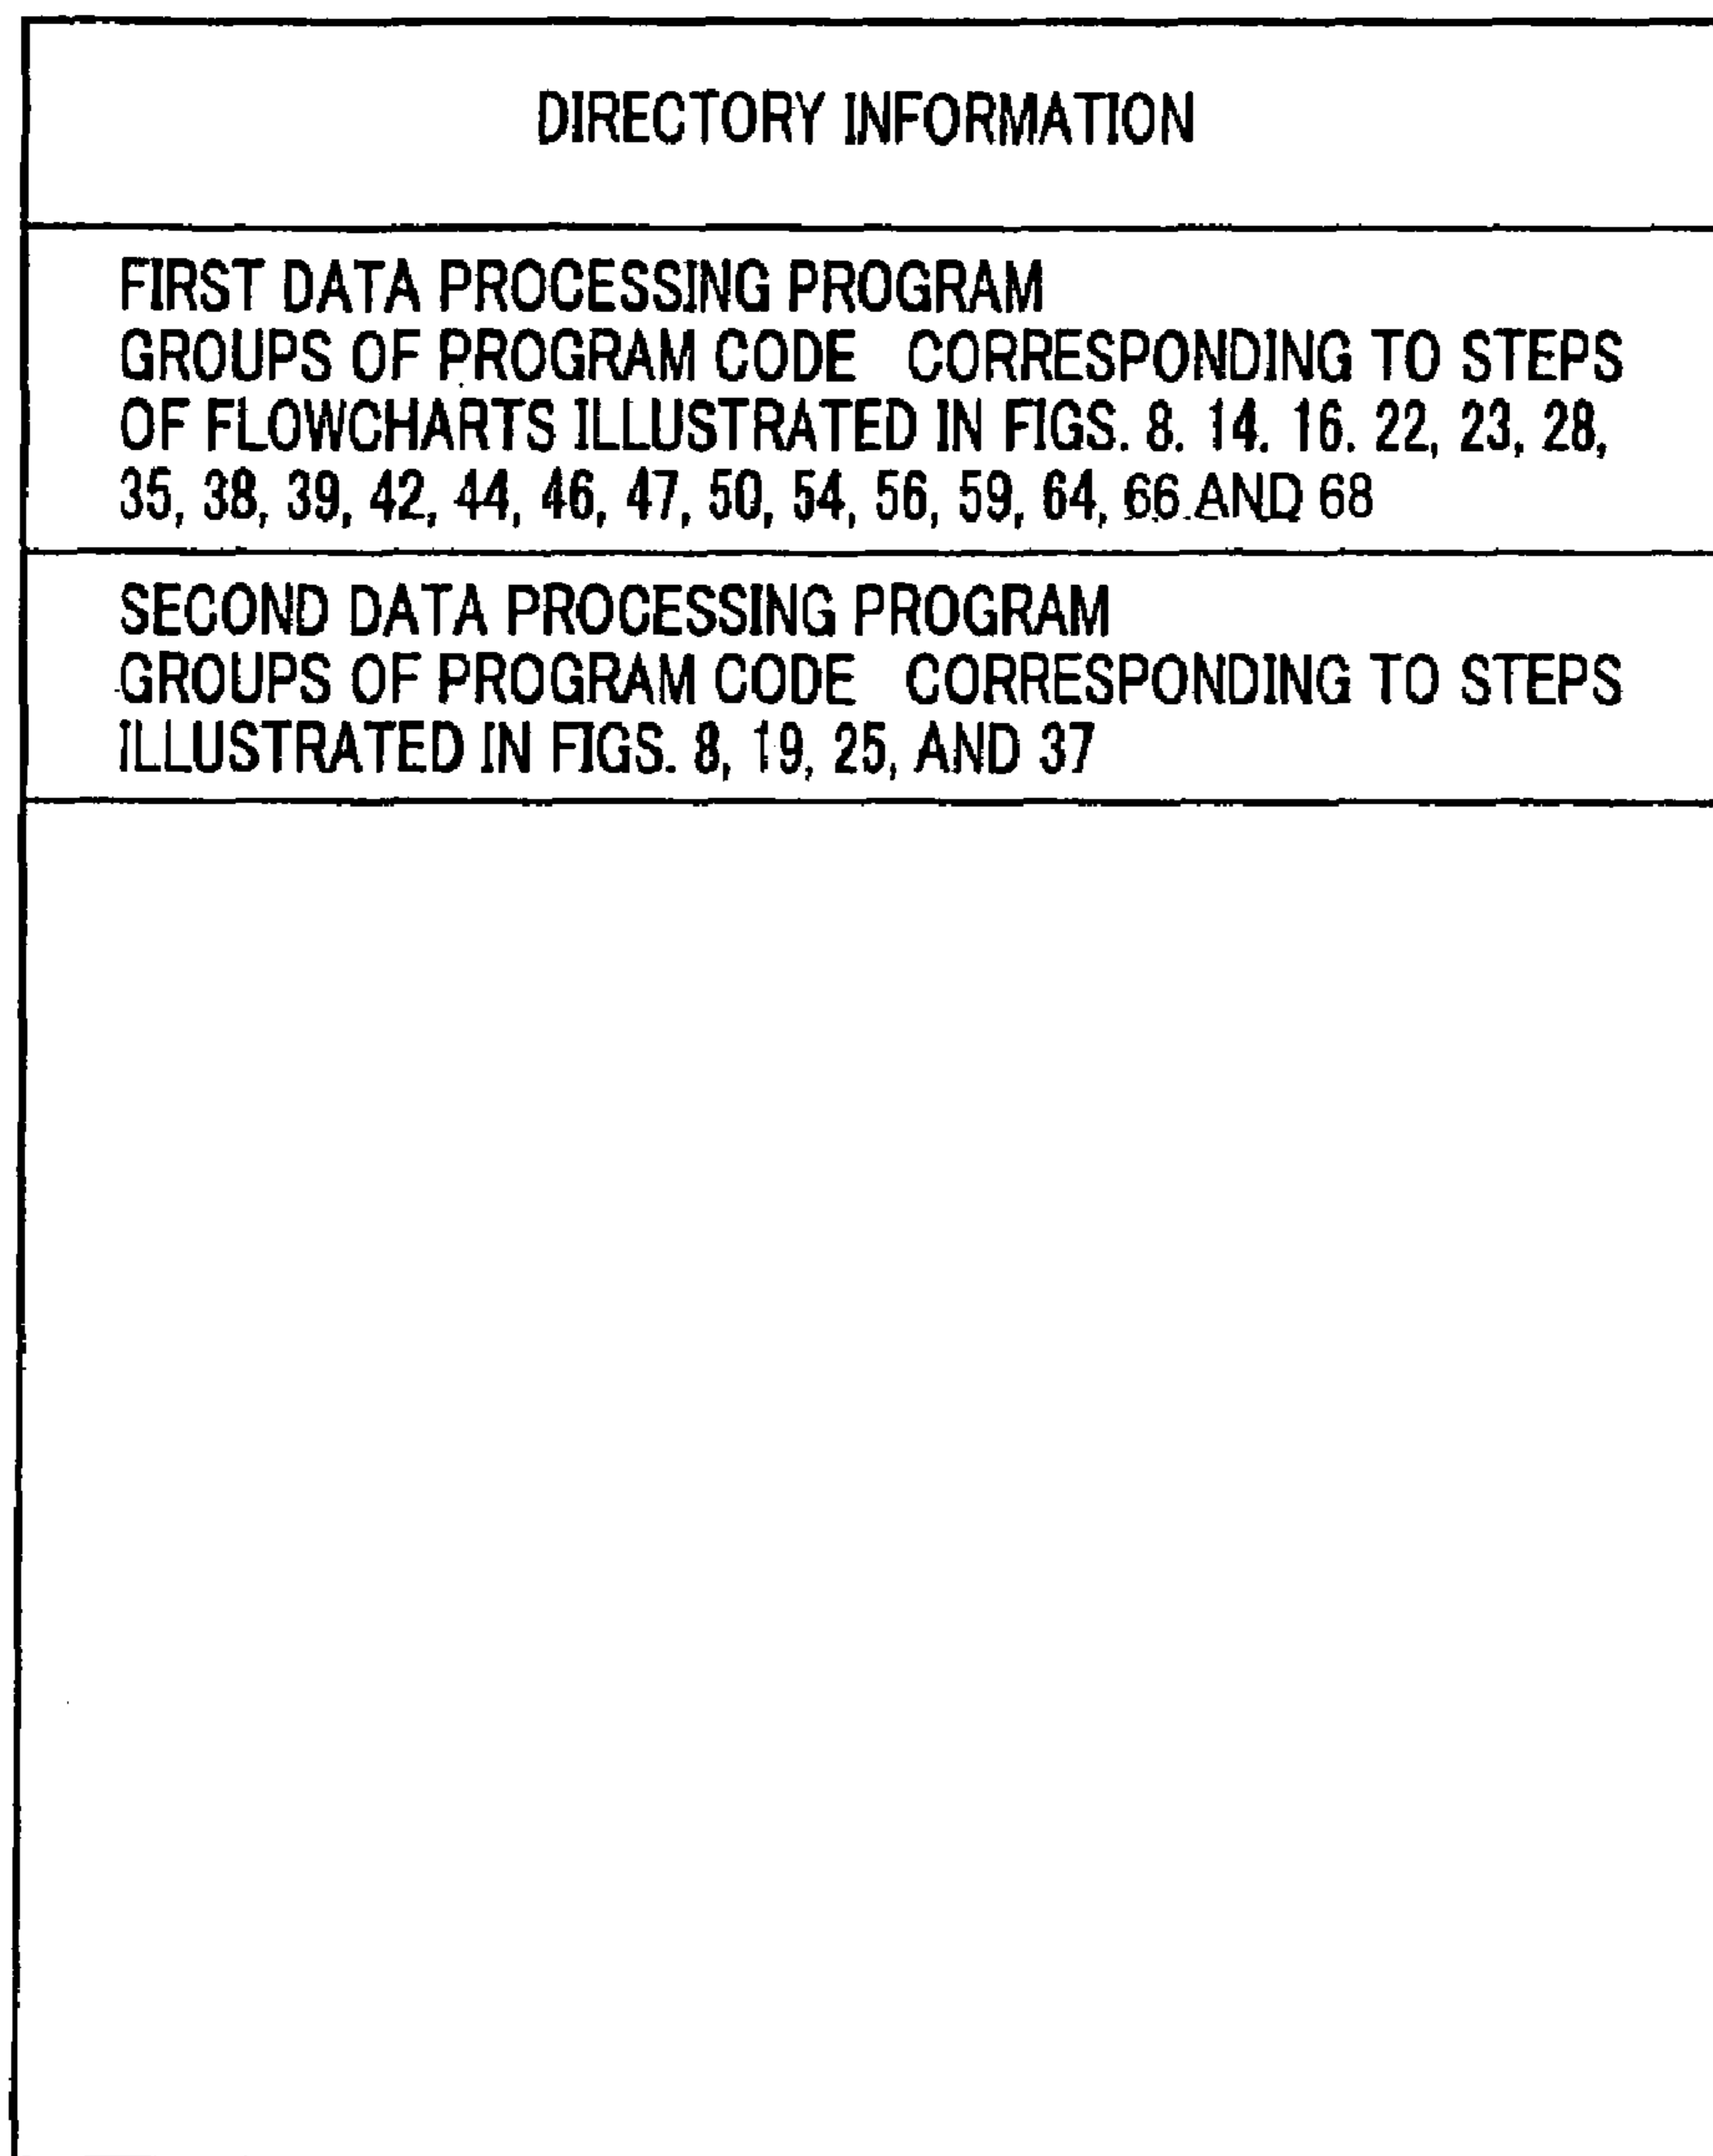 DIRECTORY INFORMATION
FIRST DATA PROCESSING PROGRAM
GROUPS OF PROGRAM CODE CORRESPONDING TO STEPS
OF FLOWCHARTS ILLUSTRATED IN FIGS. 8. 14. 16. 22, 23, 28,
35, 38, 39, 42, 44, 46, 47, 50, 54, 56, 59, 64, 66 AND 68
SECOND DATA PROCESSING PROGRAM
GROUPS OF PROGRAM CODE CORRESPONDING TO STEPS
ILLUSTRATED IN FIGS. 8, 19, 25, AND 37